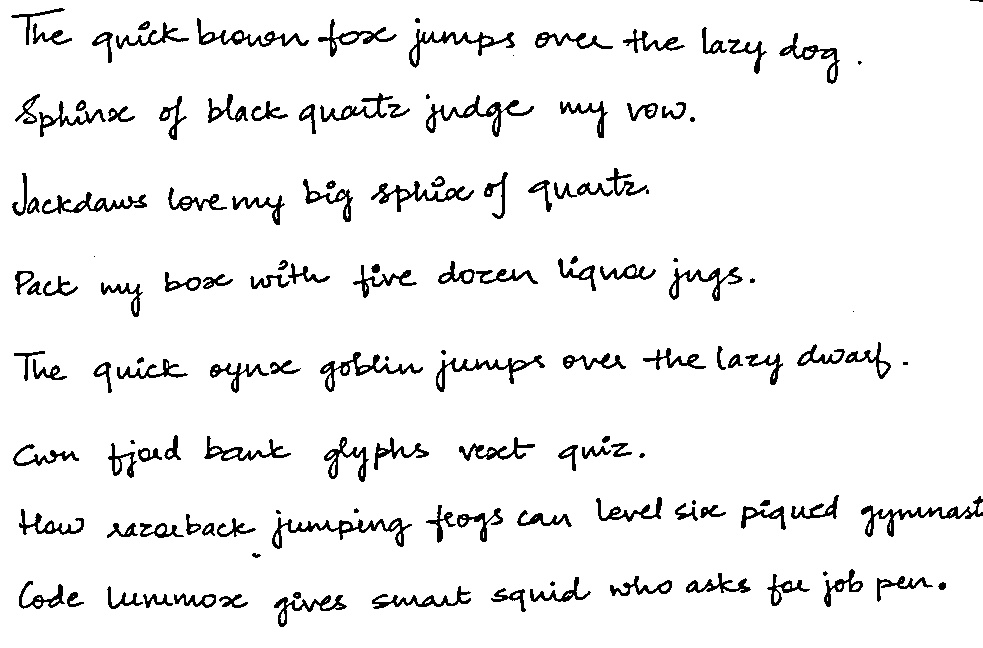 The quick brown fox jumps over the lazy dog.
Sphinx of black quartz judge my vow.
Jackdaws love my big sphix of quartz.
Pack my box with five dozen liquor jugs.
The quick oynx goblin jumps over the lazy dwarf.
Cwn fjord bank glyphs vext quiz.
How razorback jumping frogs can level six piqued gymnast
Code lummox gives smart squid who asks for job pen.